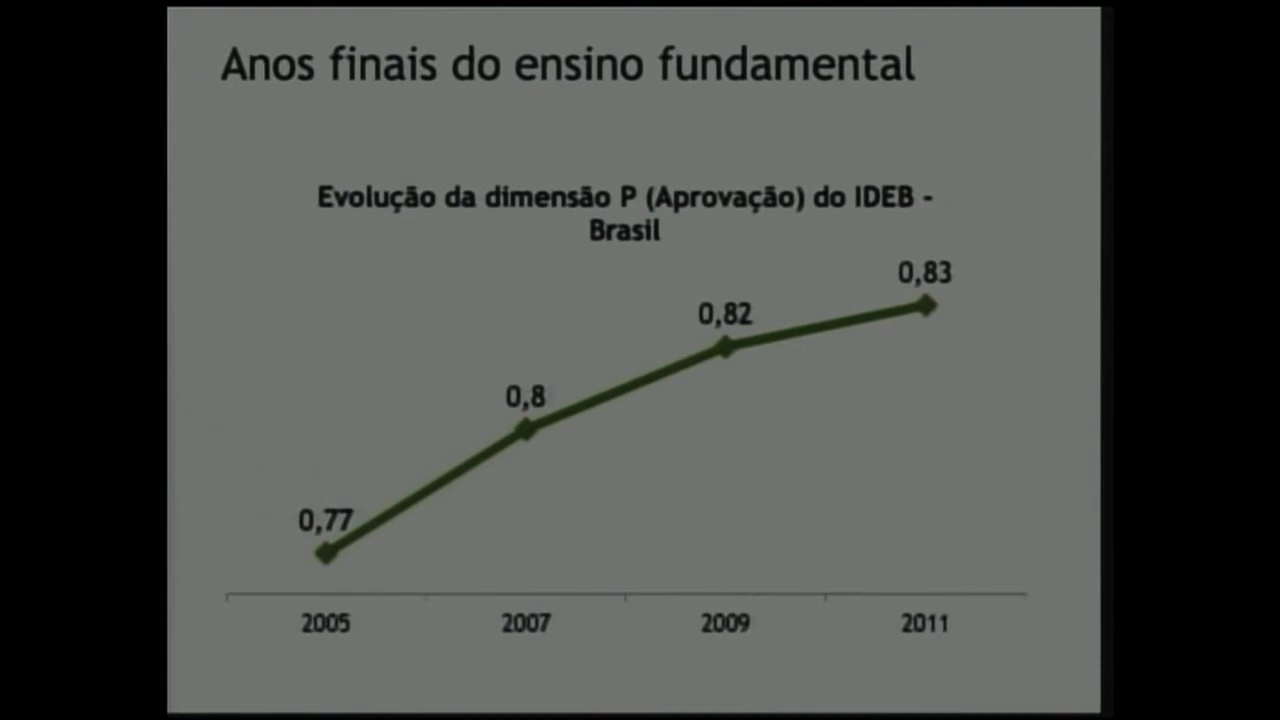 Anos finais do ensino fundamental
Evolução da dimensão P (Aprovação) do IDEB -
Brasil
0,83
0,82
0,8
0,77
2005 2007 2009 2011